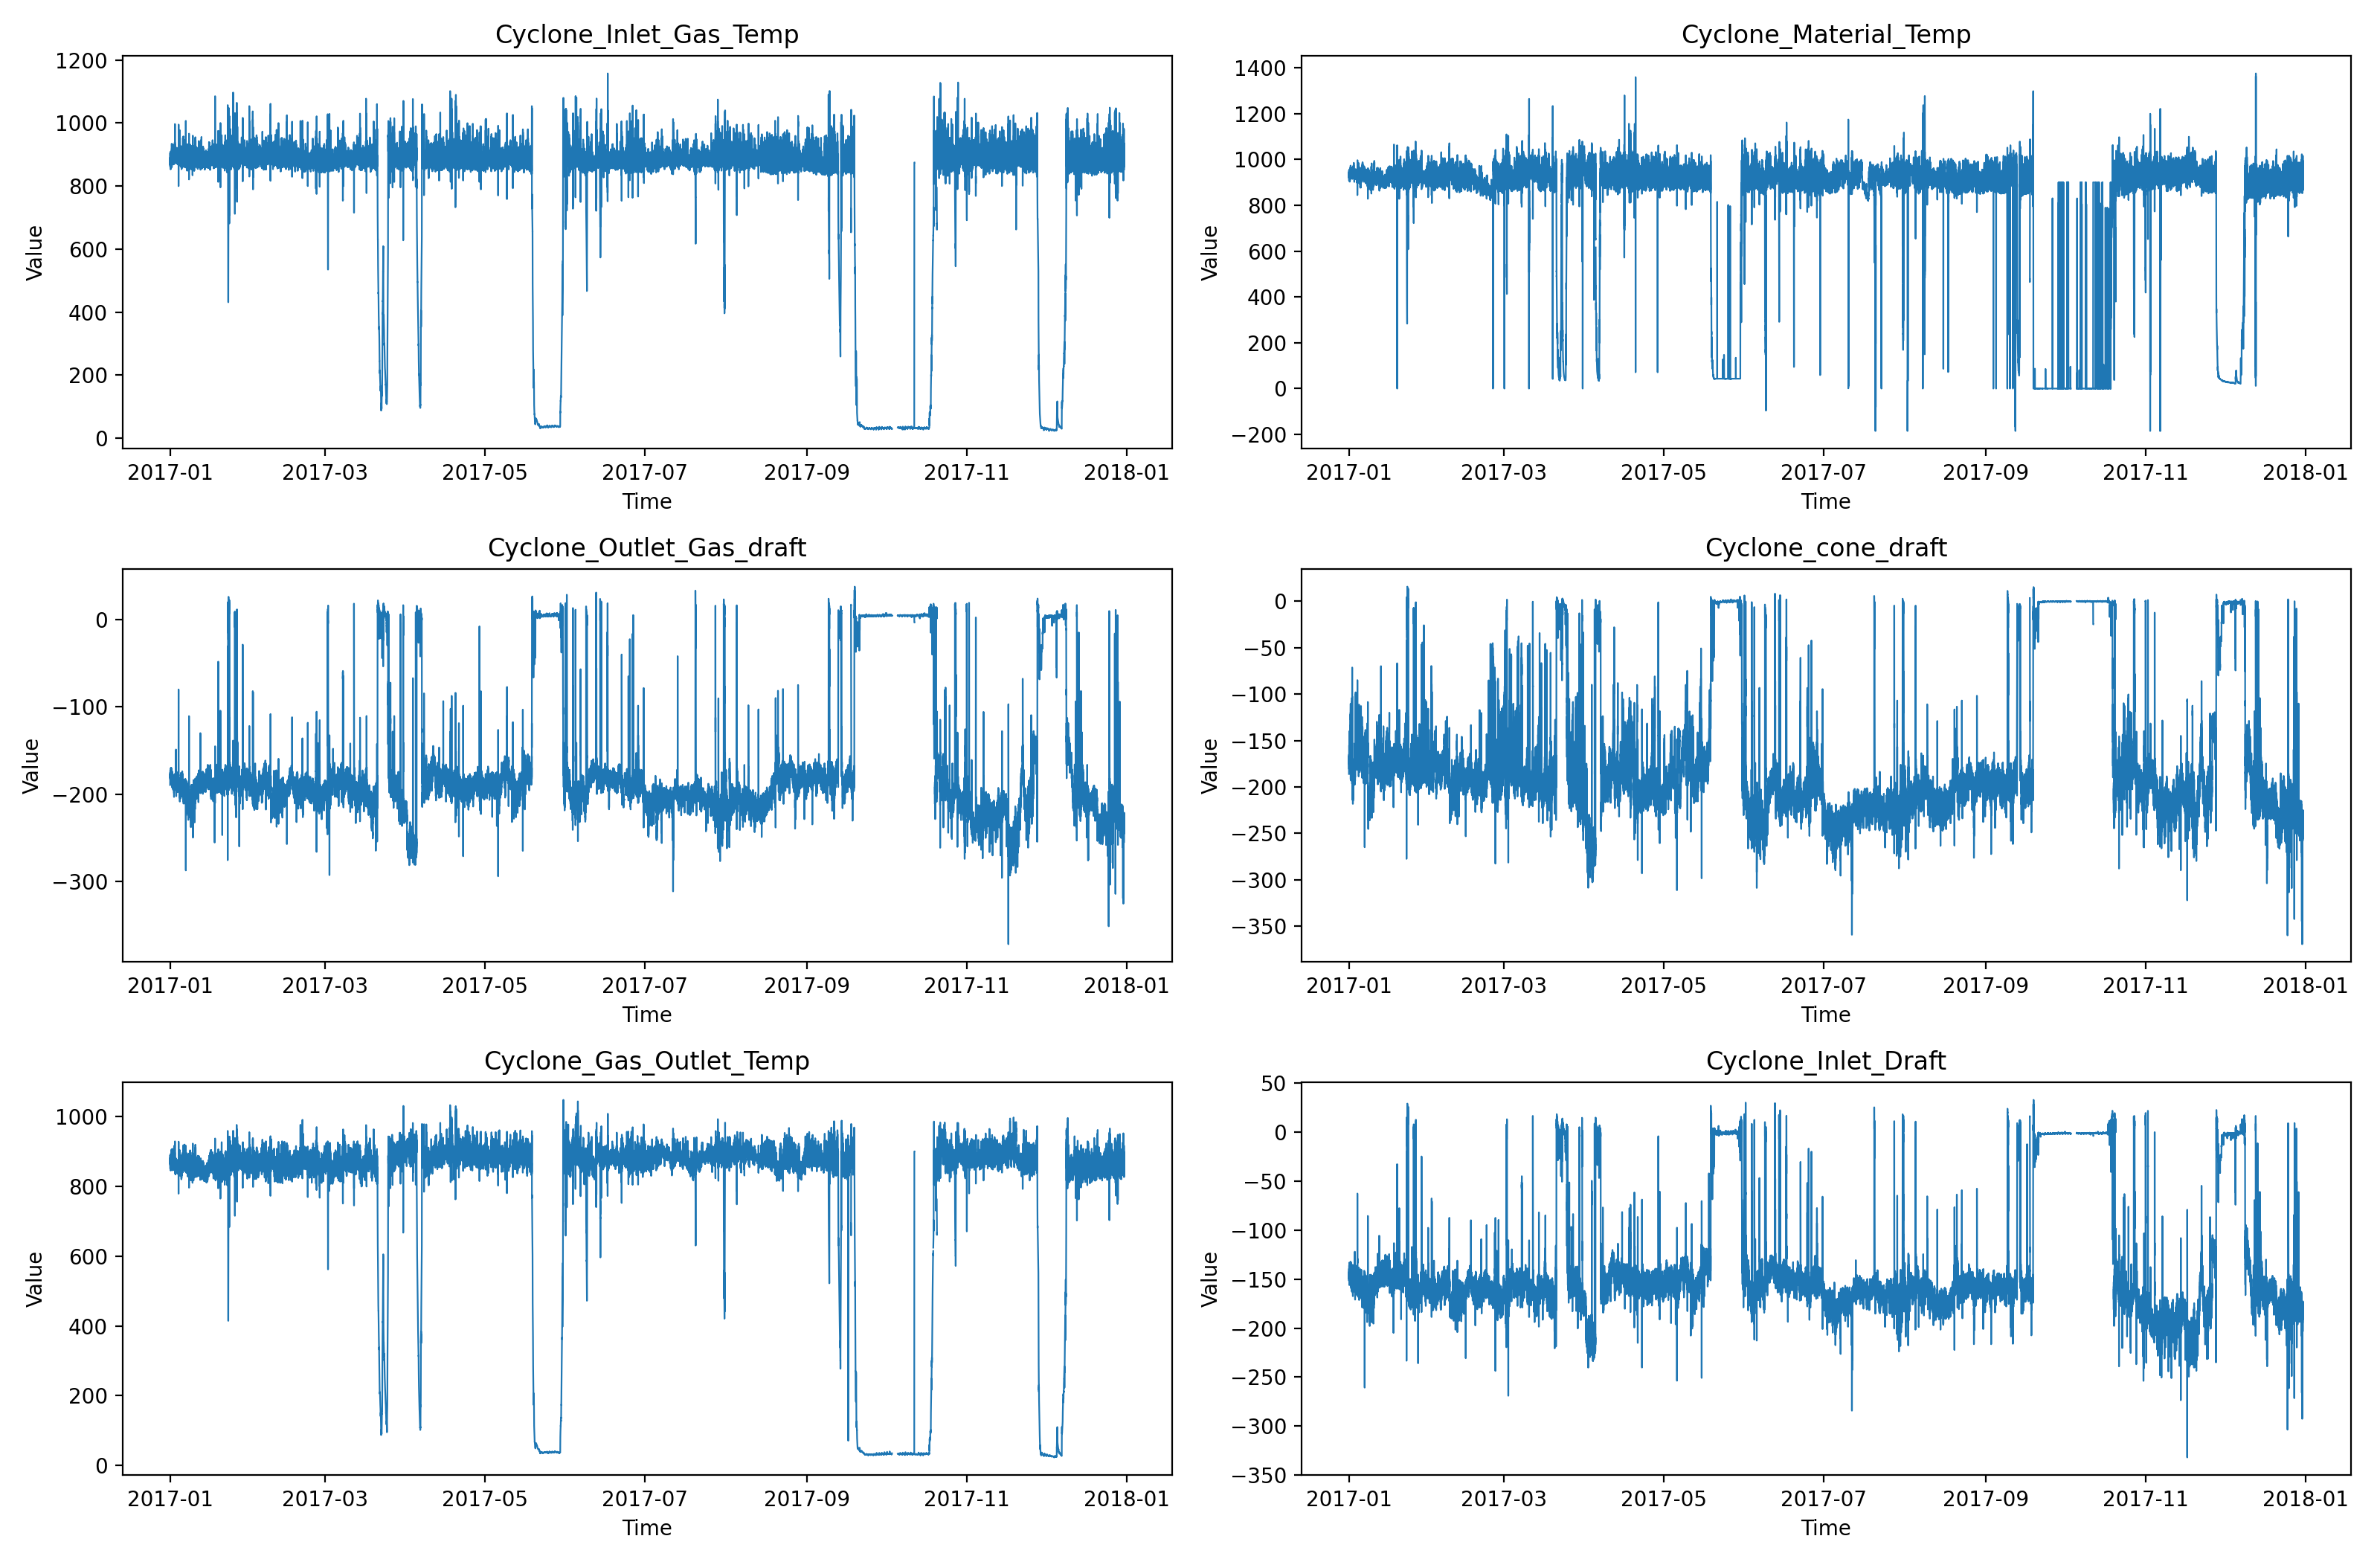 Cyclone_Inlet_Gas_Temp
1200
1000
800
600
400
200
0
Value
2017-01 2017-03 2017-05 2017-07 2017-09 2017-11 2018-01
Time
Cyclone_Material_Temp
1400
1200
1000
800
600
400
200
0
−200
Value
2017-01 2017-03 2017-05 2017-07 2017-09 2017-11 2018-01
Time
Cyclone_Outlet_Gas_draft
0
−100
−200
−300
Value
2017-01 2017-03 2017-05 2017-07 2017-09 2017-11 2018-01
Time
Cyclone_cone_draft
0
−50
−100
−150
−200
−250
−300
−350
Value
2017-01 2017-03 2017-05 2017-07 2017-09 2017-11 2018-01
Time
Cyclone_Gas_Outlet_Temp
1000
800
600
400
200
0
Value
2017-01 2017-03 2017-05 2017-07 2017-09 2017-11 2018-01
Time
Cyclone_Inlet_Draft
50
0
−50
−100
−150
−200
−250
−300
−350
Value
2017-01 2017-03 2017-05 2017-07 2017-09 2017-11 2018-01
Time